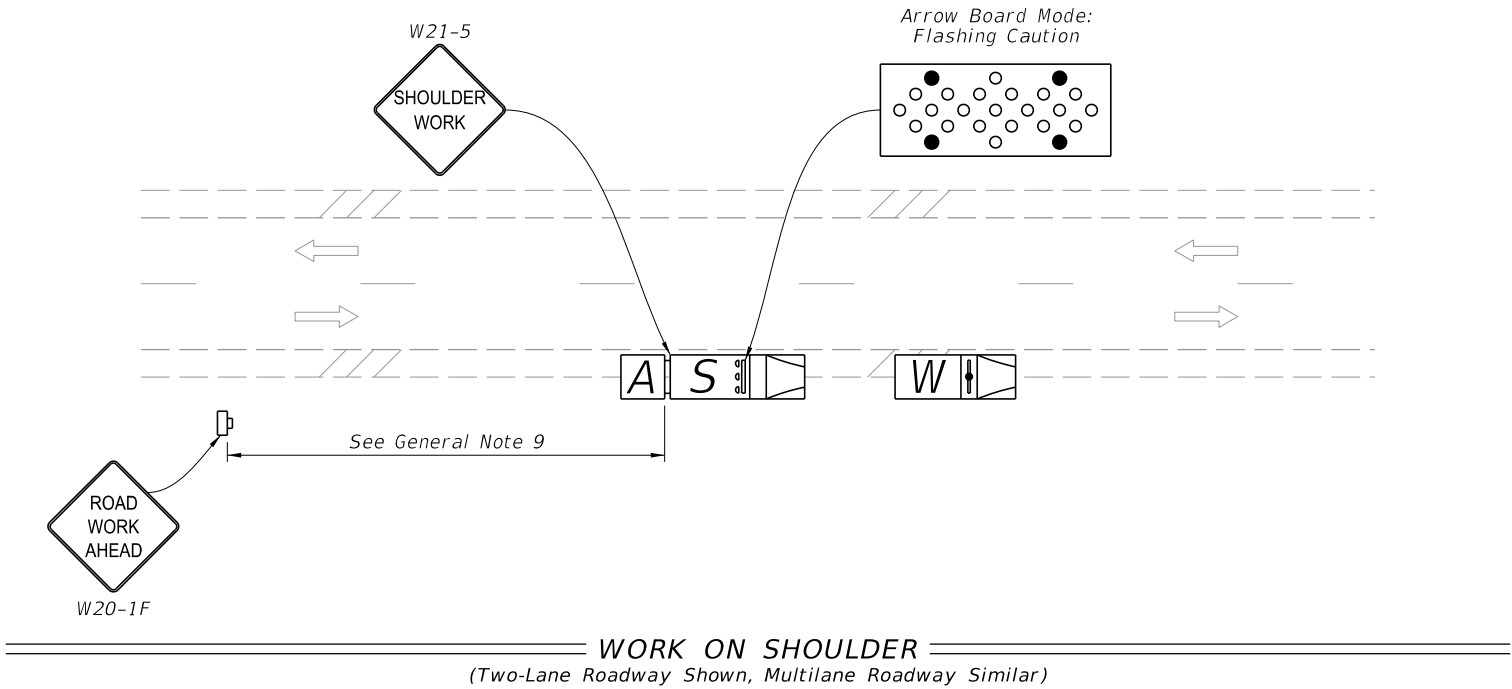 W21-5
SHOULDER
WORK
Arrow Board Mode:
Flashing Caution
A
S
W
See General Note 9
ROAD
WORK
AHEAD
W20-1F
WORK ON SHOULDER
(Two-Lane Roadway Shown, Multilane Roadway Similar)